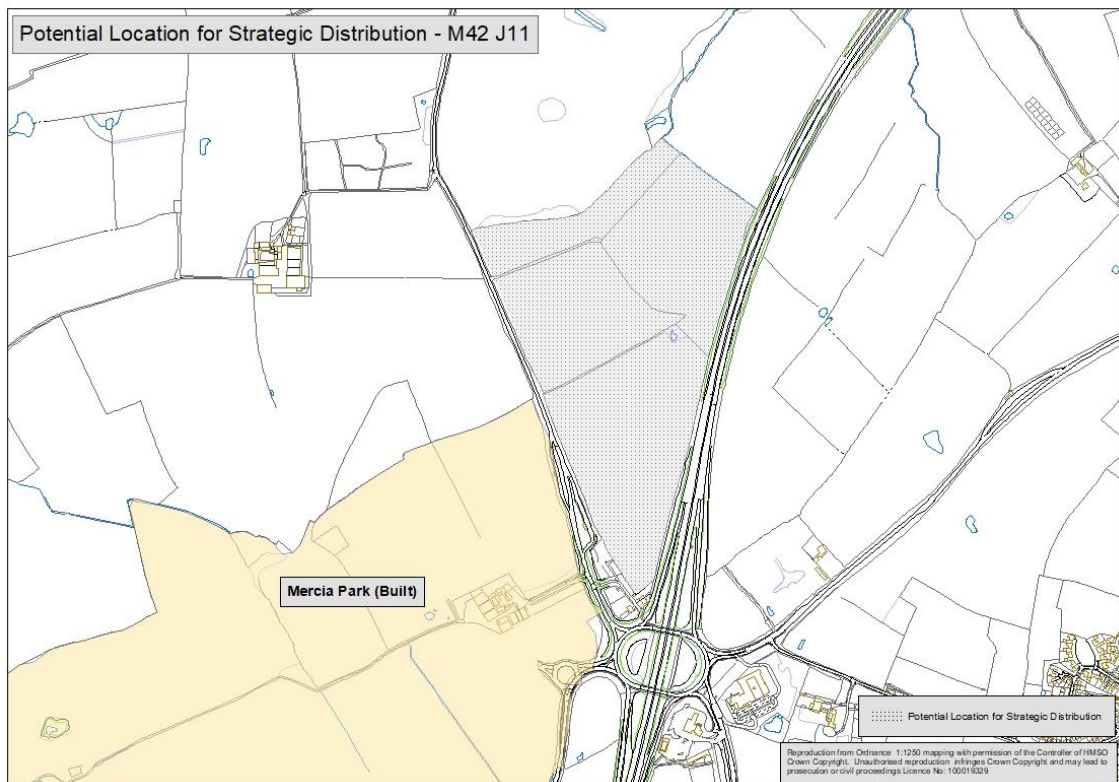 Potential Location for Strategic Distribution - M42 J11
Mercia Park (Built)
Potential Location for Strategic Distribution
Reproduction from Ordnance 1:1250 mapping with permission of the Controller of HMSO
Crown Copyright. Unauthorised reproduction infringes Crown Copyright and may lead to
prosecution or civil proceedings Licence No: 100019329